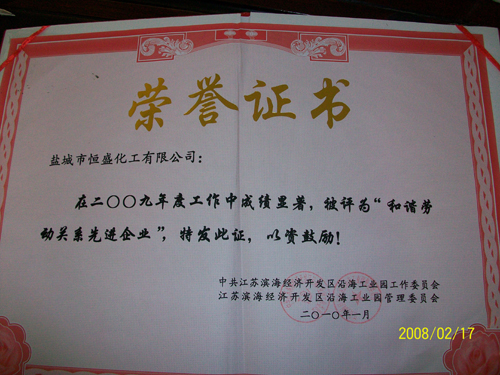 荣誉证书
盐城市恒盛化工有限公司：
在二〇〇九年度工作中成绩显著，被评为“和谐劳
动关系先进企业”，特发此证，以资鼓励！
中共江苏滨海经济开发区沿海工业园工作委员会
江苏滨海经济开发区沿海工业园管理委员会
二〇一〇年一月
2008/02/17